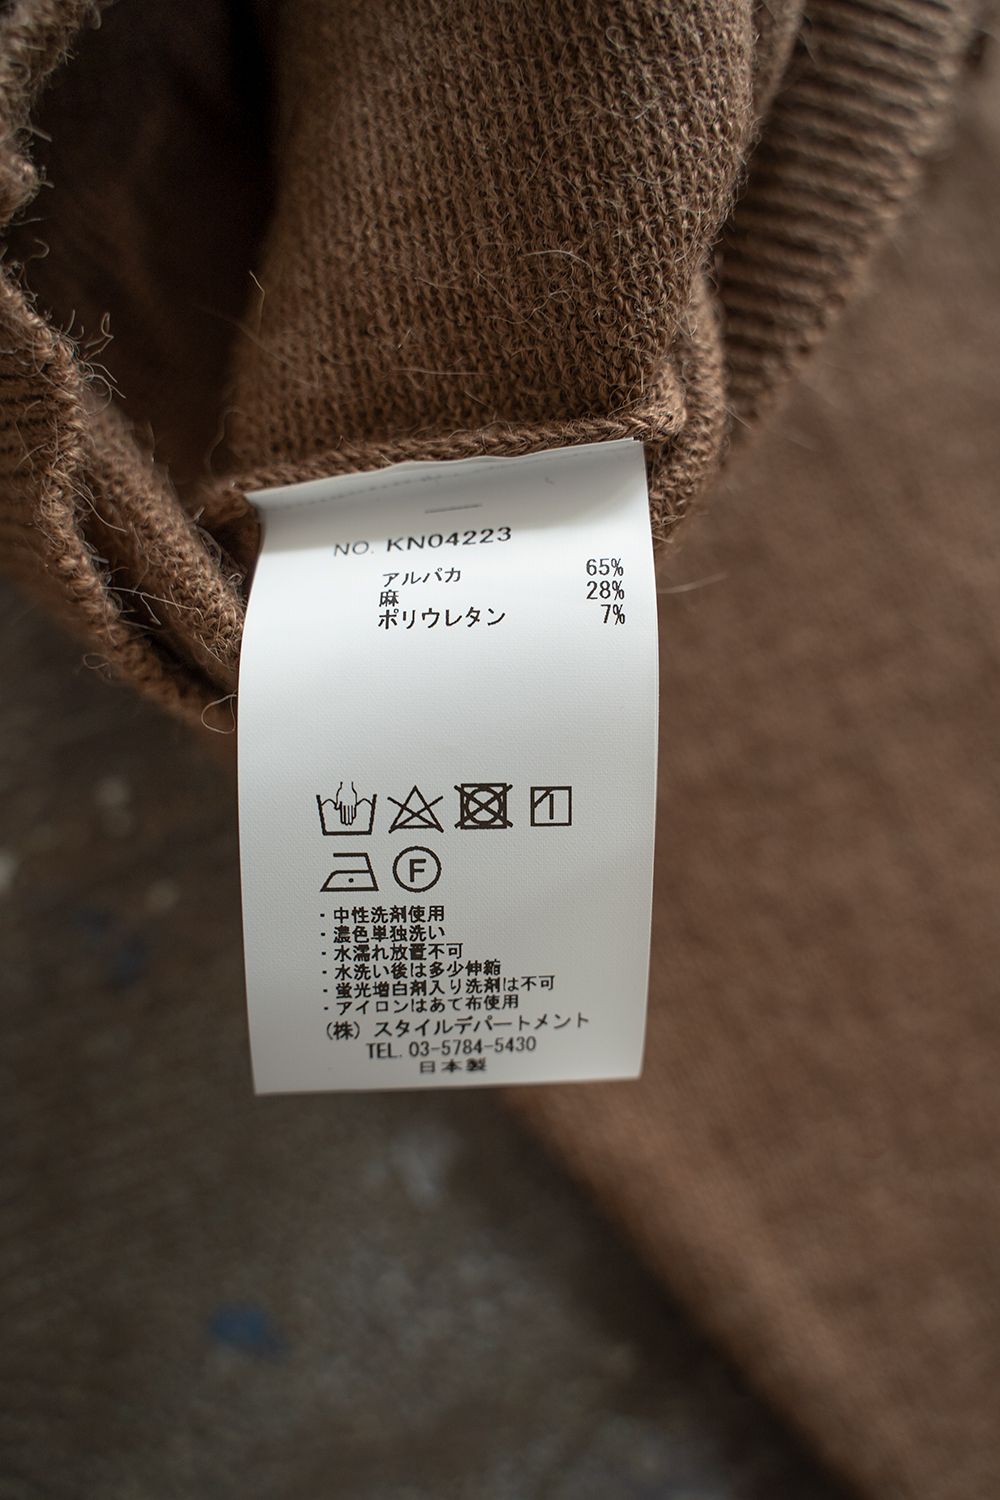 NO. KN04223
アルパカ 65%
麻 28%
ポリウレタン 7%
F
・中性洗剤使用
・濃色単独洗い
・水濡れ放置不可
・水洗い後は多少伸縮
・蛍光増白剤入り洗剤は不可
・アイロンはあて布使用
(株) スタイルデパートメント
TEL. 03-5784-5430
日本製